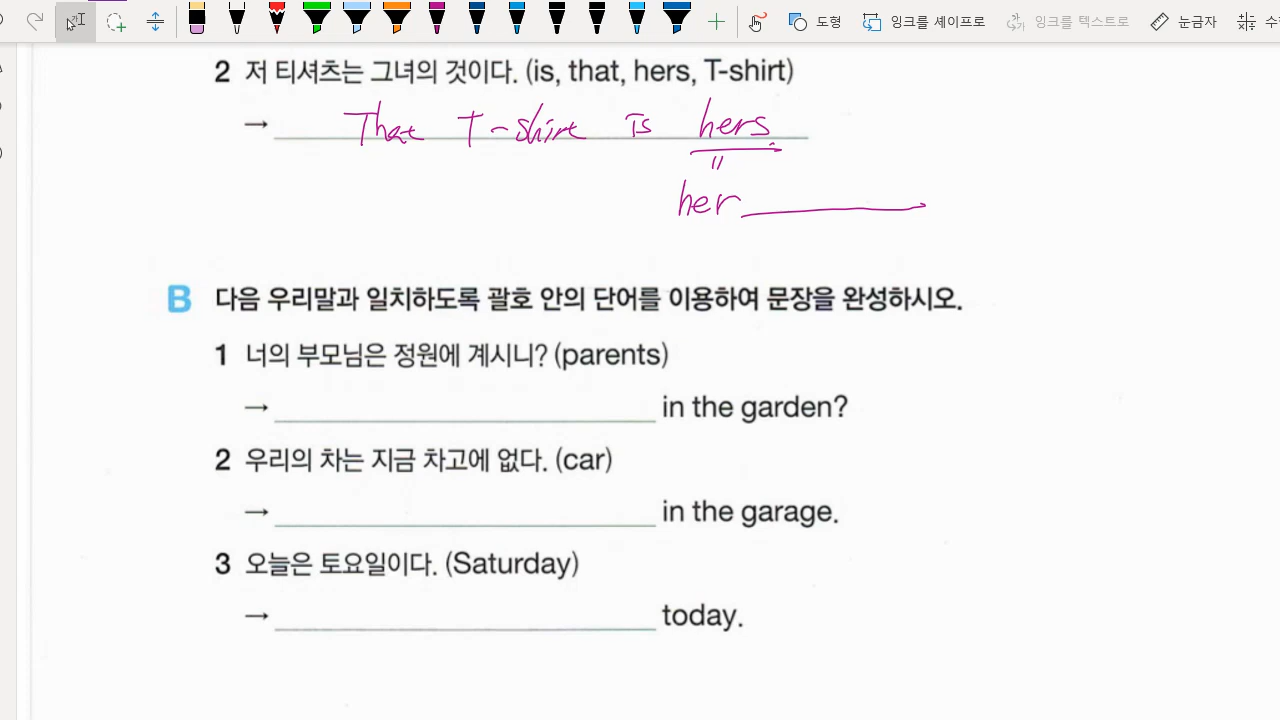 도형
잉크를 셰이프로
잉크를 텍스트로
눈금자
수
2 저 티셔츠는 그녀의 것이다. (is, that, hers, T-shirt)
→ That T-shirt is hers
"
her
B 다음 우리말과 일치하도록 괄호 안의 단어를 이용하여 문장을 완성하시오.
1 너의 부모님은 정원에 계시니? (parents)
→ in the garden?
2 우리의 차는 지금 차고에 없다. (car)
→ in the garage.
3 오늘은 토요일이다. (Saturday)
→ today.